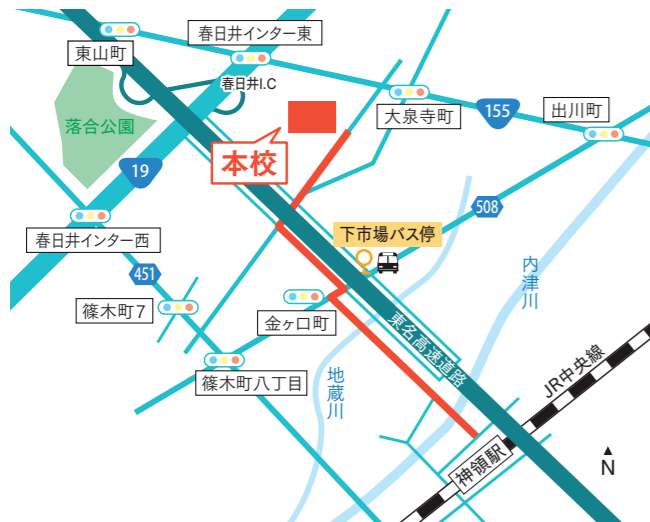 春日井インター東
東山町
春日井I.C
大泉寺町
155
出川町
落合公園
本校
19
508
春日井インター西
下市場バス停
451
内津川
篠木町7
金ヶ口町
東名高速道路
篠木町八丁目
地蔵川
JR中央線
神領駅
N